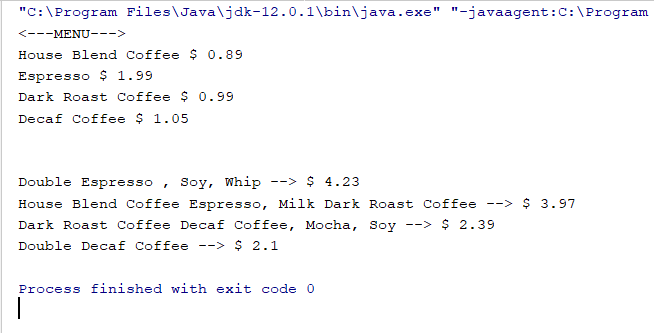 "C:\Program Files\Java\jdk-12.0.1\bin\java.exe" "-javaagent:C:\Program
<---MENU--->
House Blend Coffee $ 0.89
Espresso $ 1.99
Dark Roast Coffee $ 0.99
Decaf Coffee $ 1.05
Double Espresso , Soy, Whip --> $ 4.23
House Blend Coffee Espresso, Milk Dark Roast Coffee --> $ 3.97
Dark Roast Coffee Decaf Coffee, Mocha, Soy --> $ 2.39
Double Decaf Coffee --> $ 2.1
Process finished with exit code 0